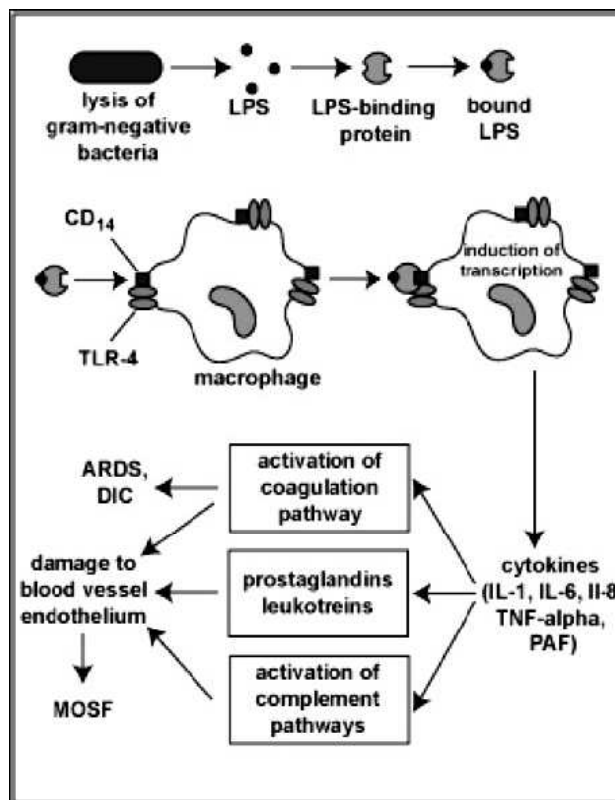 lysis of
gram-negative
bacteria
LPS
LPS-binding
protein
bound
LPS
CD14
TLR-4
macrophage
induction of
transcription
ARDS,
DIC
activation of
coagulation
pathway
damage to
blood vessel
endothelium
prostaglandins
leukotreins
cytokines
(IL-1, IL-6, Il-8
TNF-alpha,
PAF)
MOSF
activation of
complement
pathways